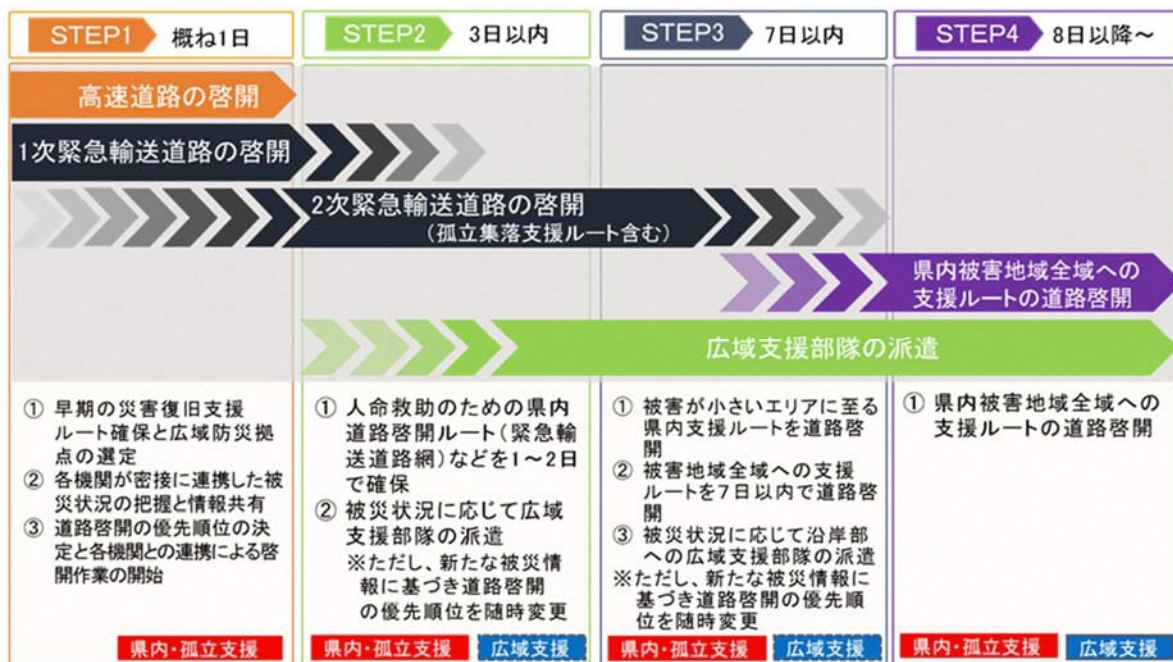 STEP1 概ね1日
STEP2 3日以内
STEP3 7日以内
STEP4 8日以降～
高速道路の啓開
1次緊急輸送道路の啓開
2次緊急輸送道路の啓開
(孤立集落支援ルート含む)
県内被害地域全域への
支援ルートの道路啓開
広域支援部隊の派遣
① 早期の災害復旧支援
ルート確保と広域防災拠
点の選定
② 各機関が密接に連携した被
災状況の把握と情報共有
③ 道路啓開の優先順位の決
定と各機関との連携による啓
開作業の開始
県内・孤立支援
① 人命救助のための県内
道路啓開ルート(緊急輸
送道路網)などを1～2日
で確保
② 被災状況に応じて広域
支援部隊の派遣
※ただし、新たな被災情
報に基づき道路啓開
の優先順位を随時変更
県内・孤立支援
広域支援
① 被害が小さいエリアに至る
県内支援ルートを道路啓
開
② 被害地域全域への支援
ルートを7日以内で道路啓
開
③ 被災状況に応じて沿岸部
への広域支援部隊の派遣
※ただし、新たな被災情報に
基づき道路啓開の優先順
位を随時変更
県内・孤立支援
広域支援
① 県内被害地域全域への
支援ルートの道路啓開
県内・孤立支援
広域支援